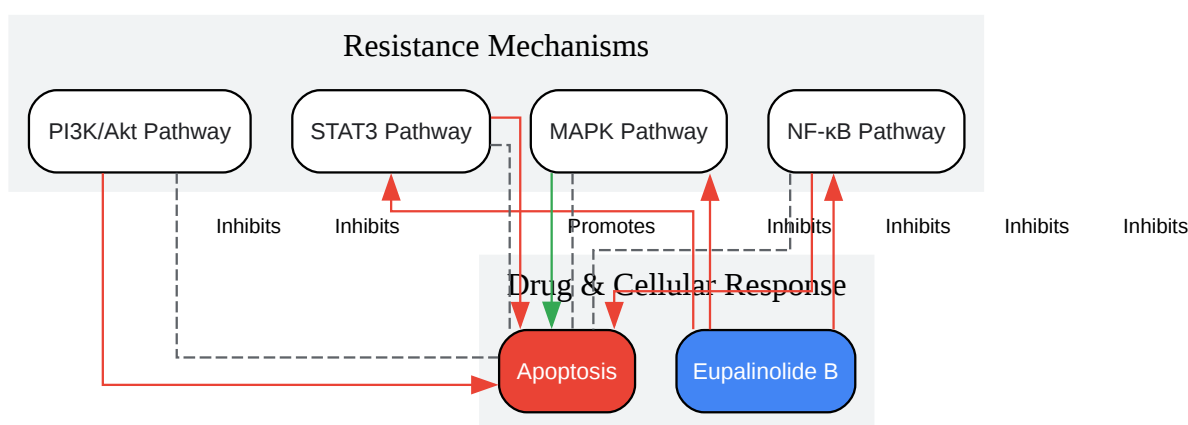 Resistance Mechanisms
PI3K/Akt Pathway
STAT3 Pathway
MAPK Pathway
NF-κB Pathway
Inhibits
Inhibits
Promotes
Inhibits
Inhibits
Inhibits
Inhibits
Drug & Cellular Response
Apoptosis
Eupalinolide B